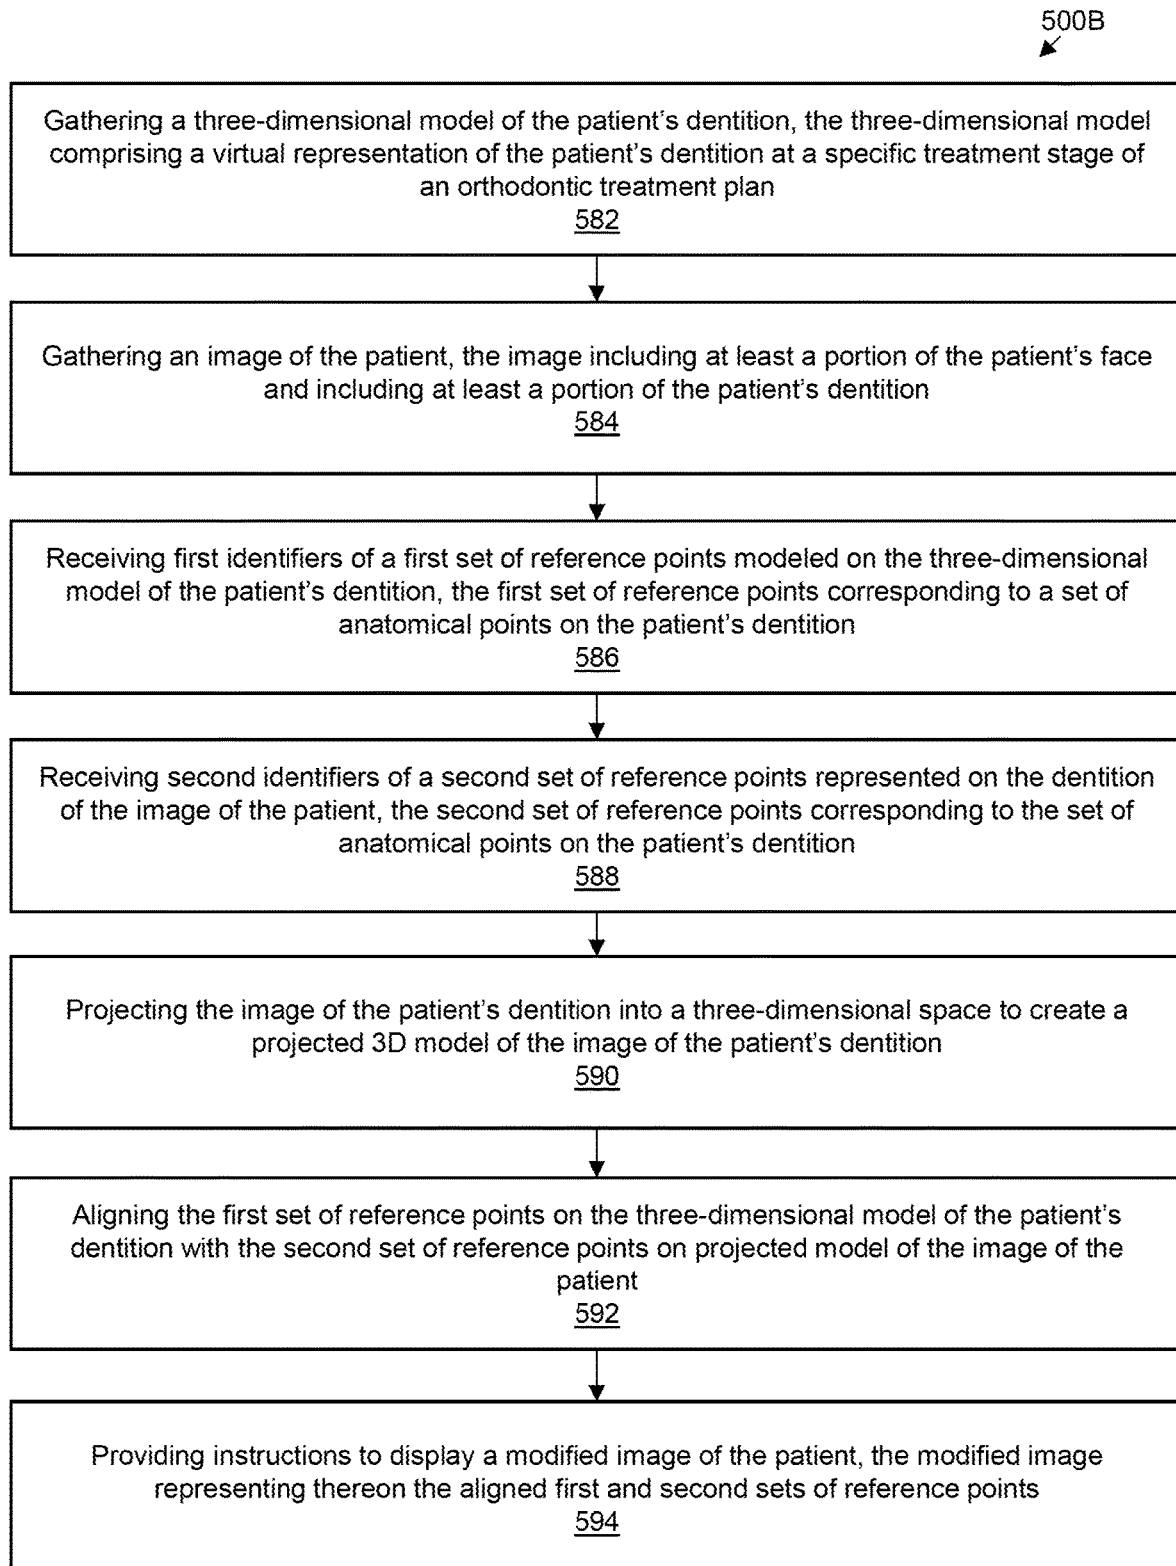 500B
Gathering a three-dimensional model of the patient's dentition, the three-dimensional model
comprising a virtual representation of the patient's dentition at a specific treatment stage of
an orthodontic treatment plan
582
Gathering an image of the patient, the image including at least a portion of the patient's face
and including at least a portion of the patient's dentition
584
Receiving first identifiers of a first set of reference points modeled on the three-dimensional
model of the patient's dentition, the first set of reference points corresponding to a set of
anatomical points on the patient's dentition
586
Receiving second identifiers of a second set of reference points represented on the dentition
of the image of the patient, the second set of reference points corresponding to the set of
anatomical points on the patient's dentition
588
Projecting the image of the patient's dentition into a three-dimensional space to create a
projected 3D model of the image of the patient's dentition
590
Aligning the first set of reference points on the three-dimensional model of the patient's
dentition with the second set of reference points on projected model of the image of the
patient
592
Providing instructions to display a modified image of the patient, the modified image
representing thereon the aligned first and second sets of reference points
594